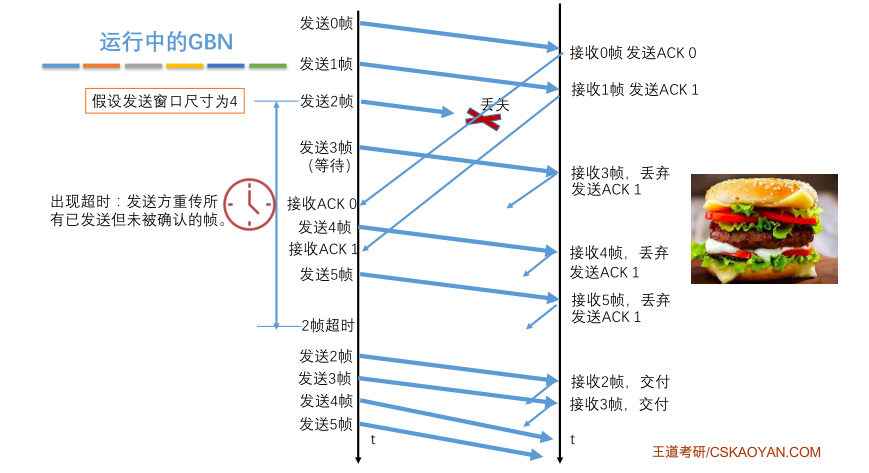 运行中的GBN
假设发送窗口尺寸为4
出现超时：发送方重传所
有已发送但未被确认的帧。
发送0帧
发送1帧
发送2帧
发送3帧
（等待）
接收ACK 0
发送4帧
接收ACK 1
发送5帧
2帧超时
发送2帧
发送3帧
发送4帧
发送5帧
t
丢失
接收0帧 发送ACK 0
接收1帧 发送ACK 1
接收3帧，丢弃
发送ACK 1
接收4帧，丢弃
发送ACK 1
接收5帧，丢弃
发送ACK 1
接收2帧，交付
接收3帧，交付
t
王道考研/CSKAOYAN.COM